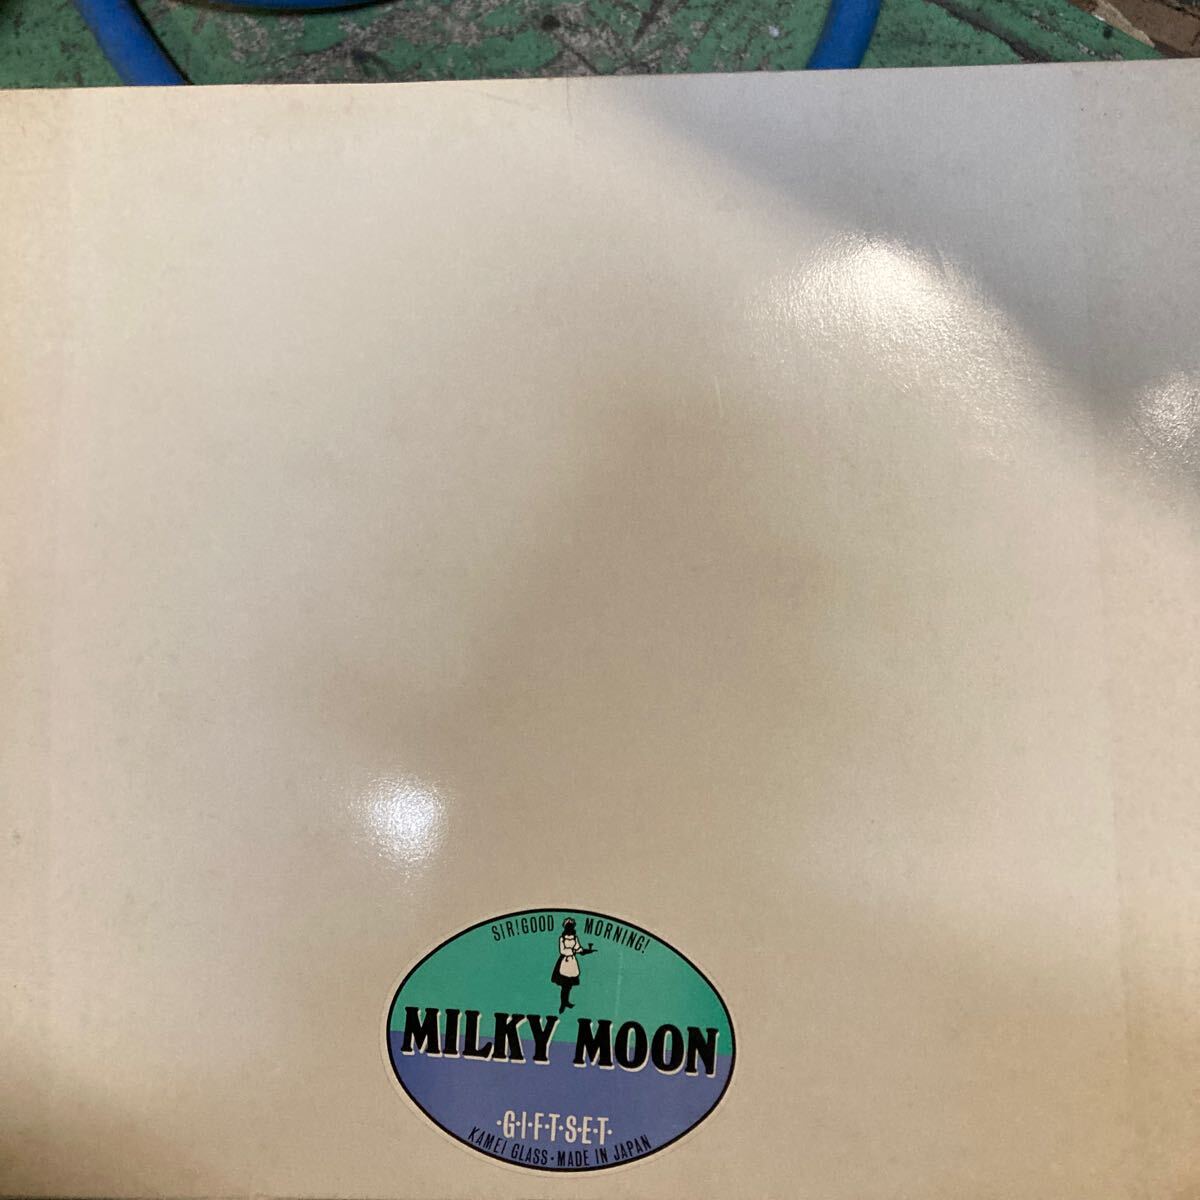 SIR!GOOD MORNING!
MILKY MOON
·G·I·F·T·S·E·T·
KAMEI GLASS·MADE IN JAPAN